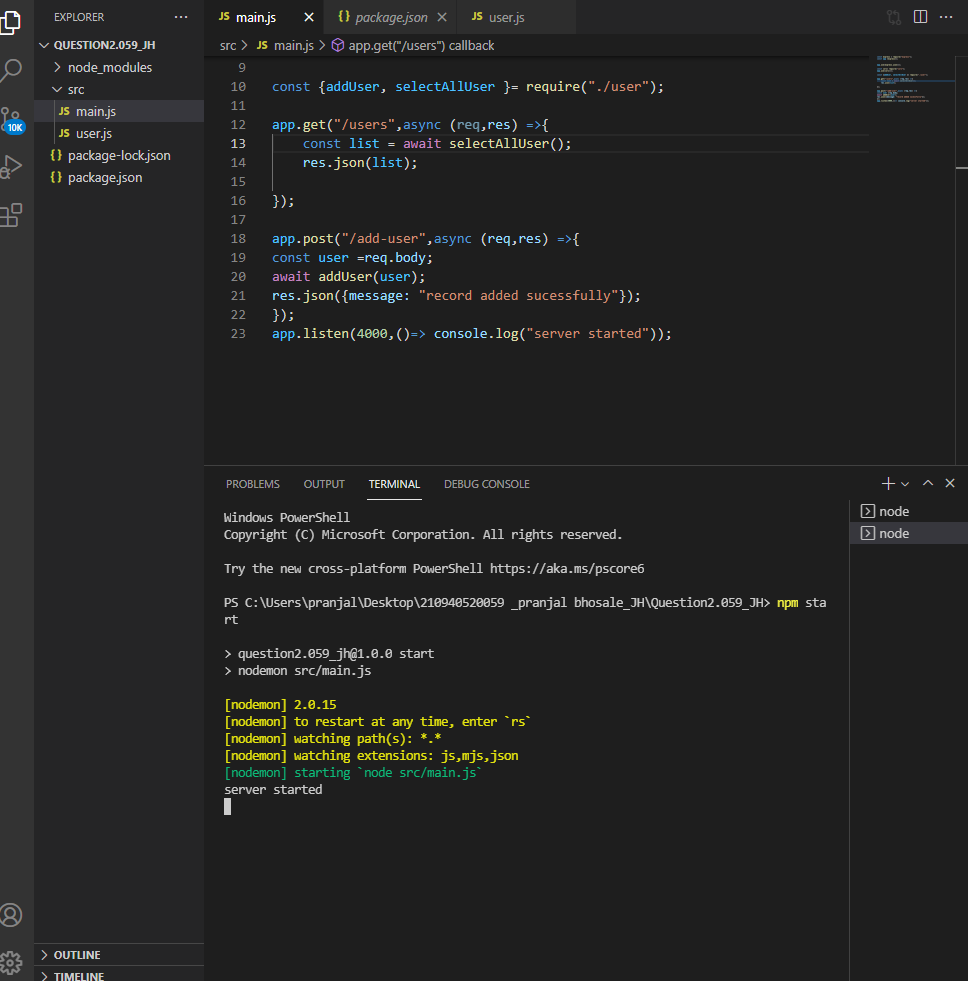 EXPLORER
QUESTION2.059_JH
node_modules
src
JS main.js
JS user.js
{} package-lock.json
{} package.json
10K
OUTLINE
TIMELINE
JS main.js
{} package.json
JS user.js
src > JS main.js > app.get("/users") callback
9
10 const {addUser, selectAllUser }= require("./user");
11
12 app.get("/users",async (req,res) =>{
13 const list = await selectAllUser();
14 res.json(list);
15
16 });
17
18 app.post("/add-user",async (req,res) =>{
19 const user =req.body;
20 await addUser(user);
21 res.json({message: "record added sucessfully"});
22 });
23 app.listen(4000,()=> console.log("server started"));
PROBLEMS OUTPUT TERMINAL DEBUG CONSOLE
Windows PowerShell
Copyright (C) Microsoft Corporation. All rights reserved.
Try the new cross-platform PowerShell https://aka.ms/pscore6
PS C:\Users\pranjal\Desktop\210940520059 _pranjal bhosale_JH\Question2.059_JH> npm sta
rt
> question2.059_jh@1.0.0 start
> nodemon src/main.js
[nodemon] 2.0.15
[nodemon] to restart at any time, enter `rs`
[nodemon] watching path(s): *.*
[nodemon] watching extensions: js,mjs,json
[nodemon] starting `node src/main.js`
server started
node
node